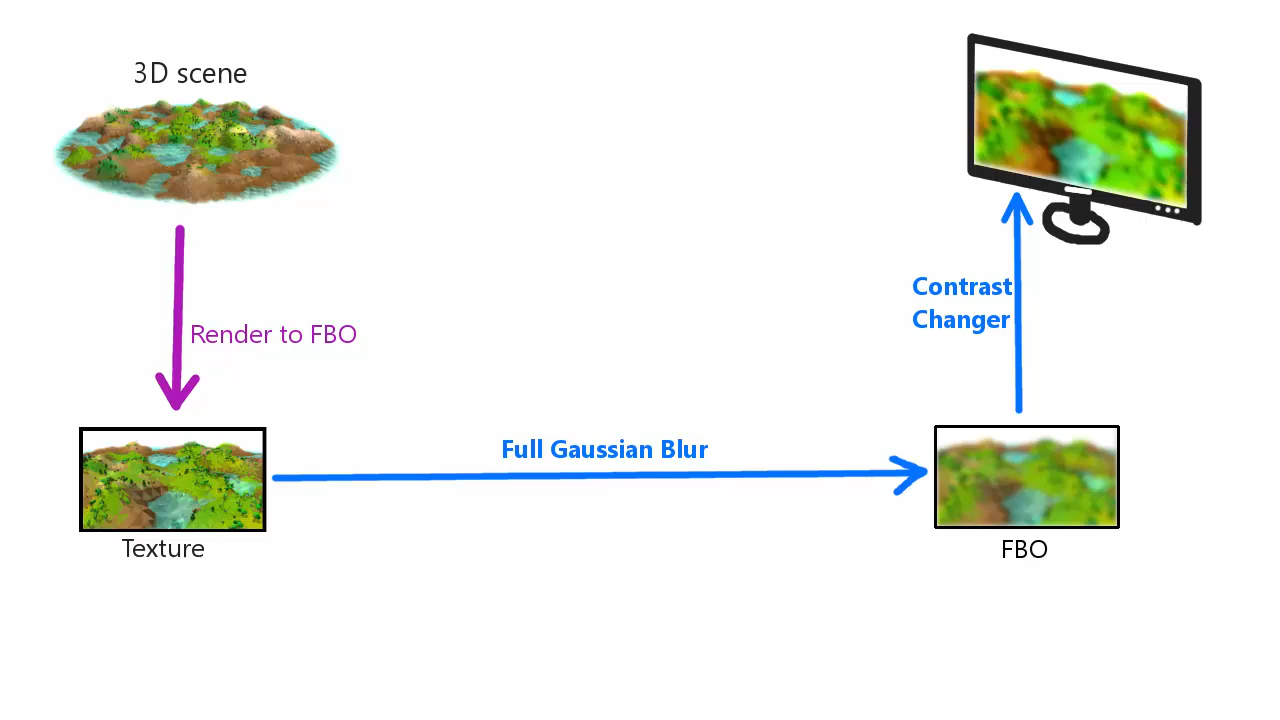 3D scene
Render to FBO
Texture
Full Gaussian Blur
FBO
Contrast
Changer